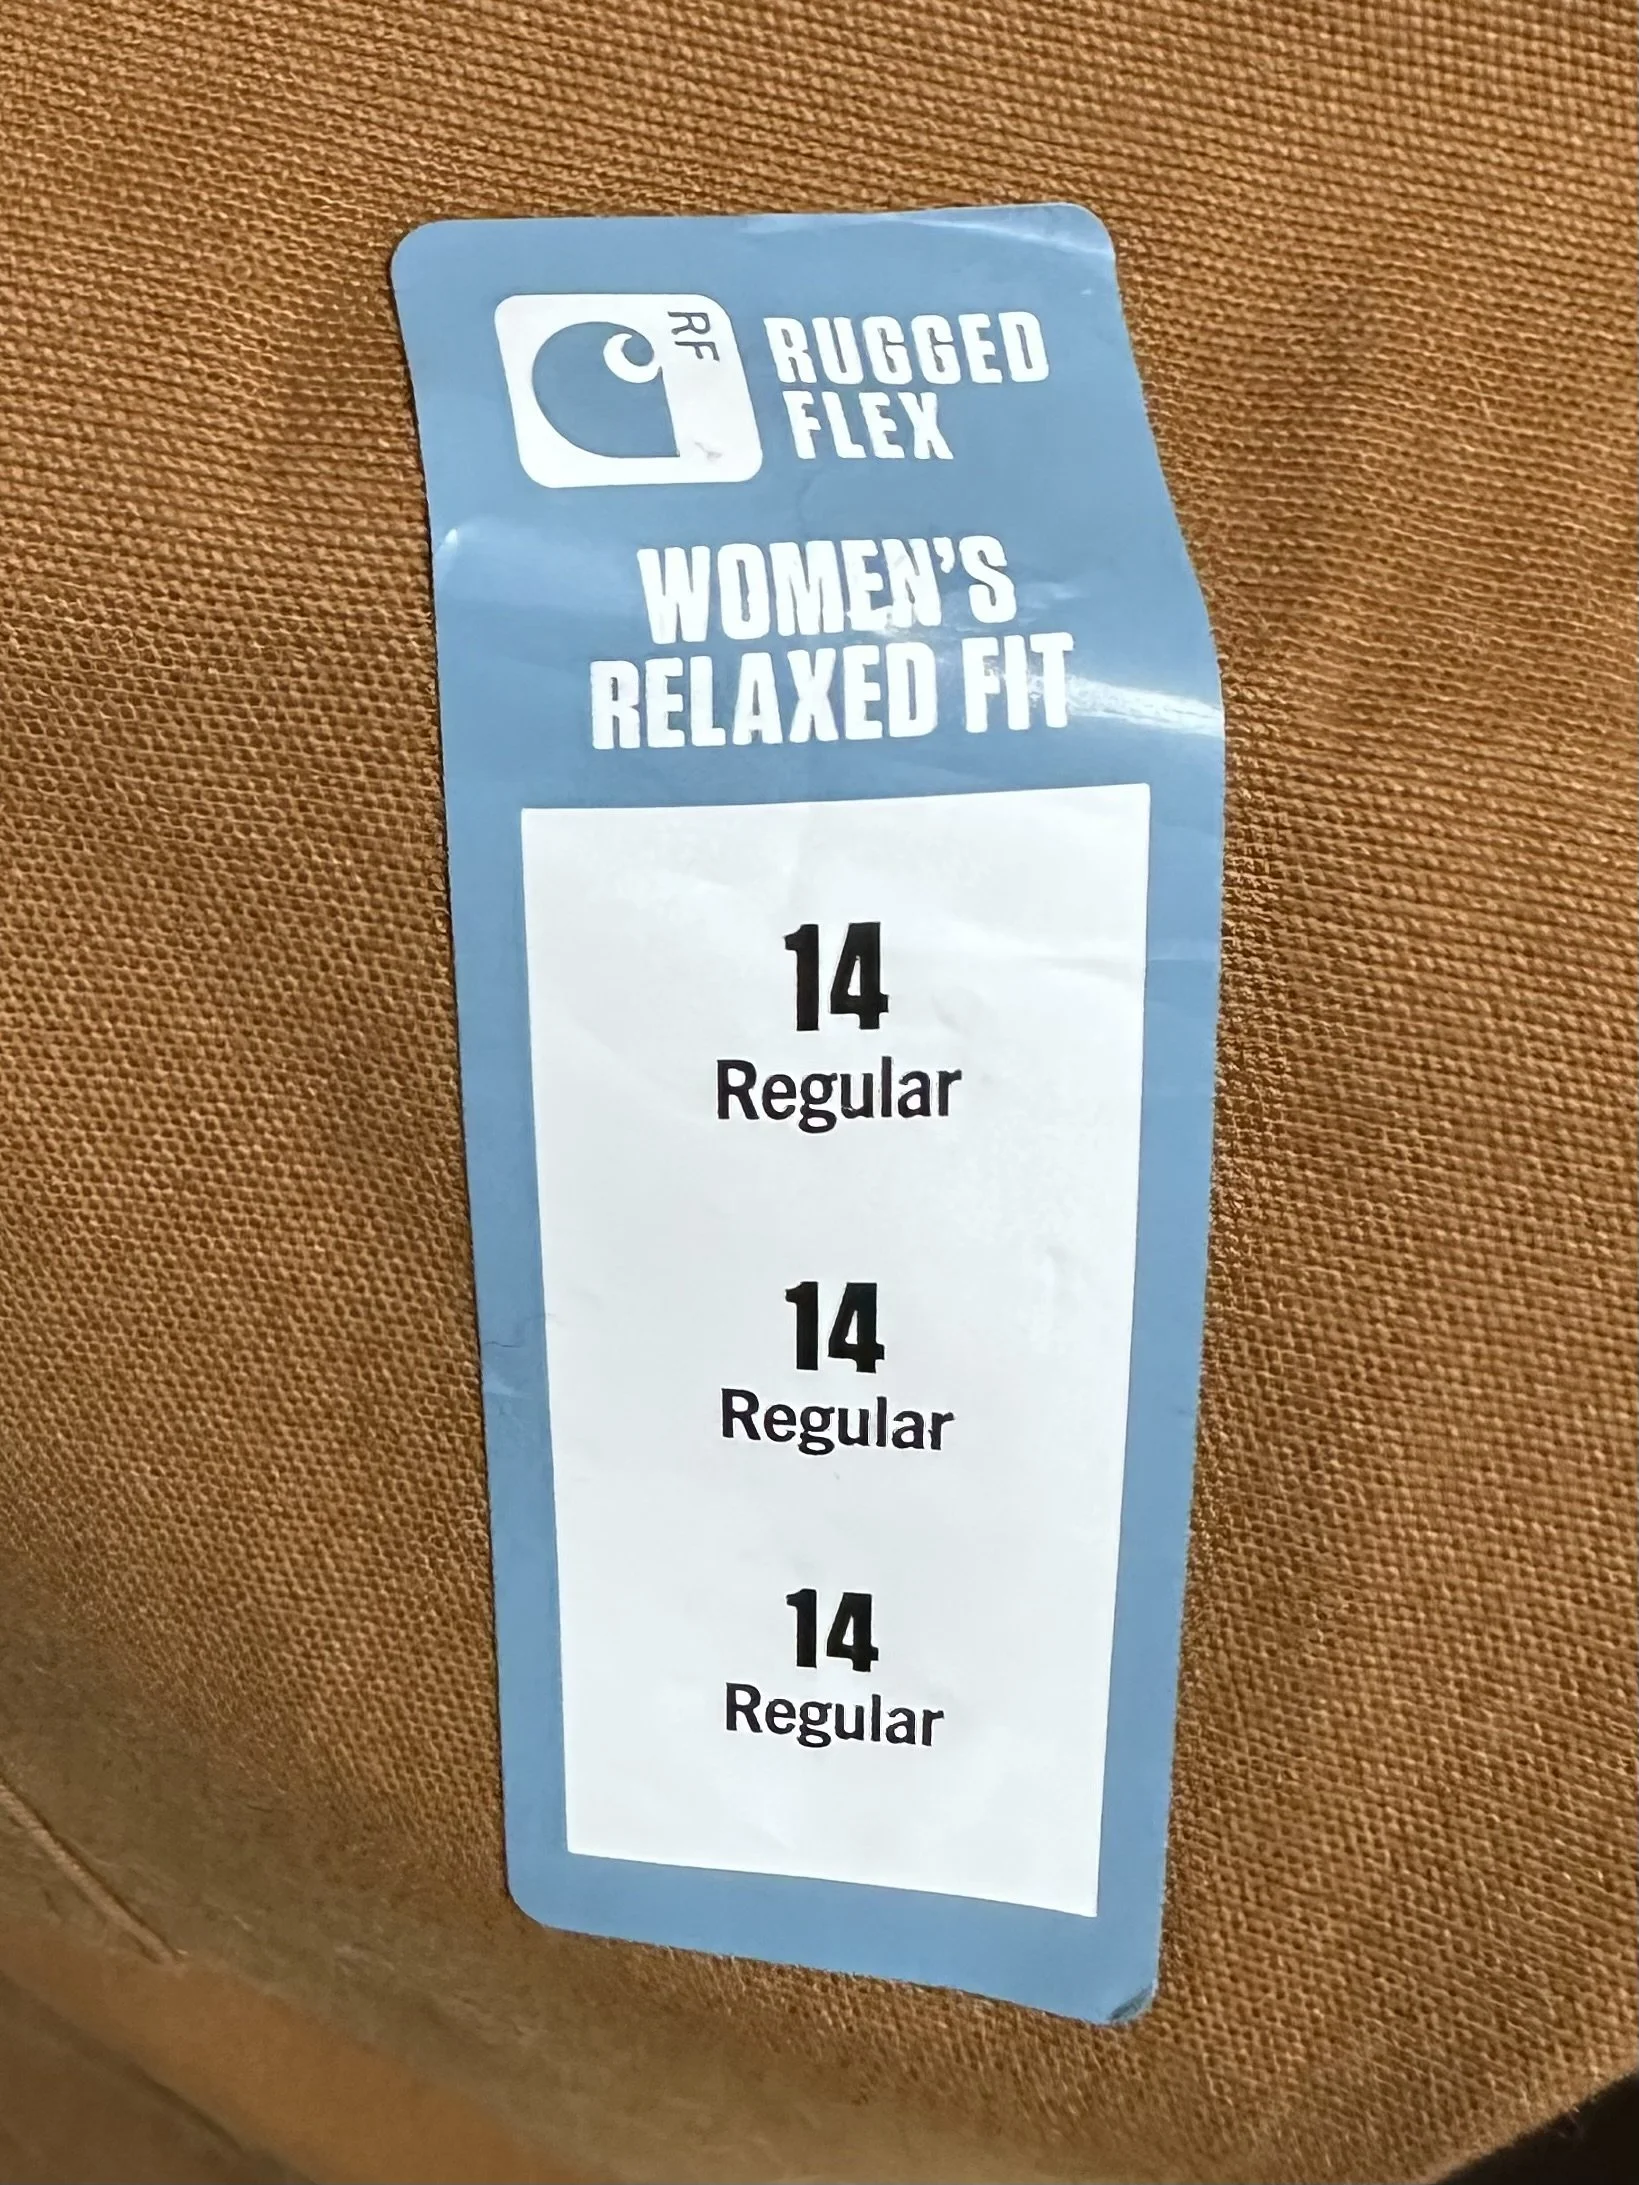 RF
RUGGED
FLEX
WOMEN'S
RELAXED FIT
14
Regular
14
Regular
14
Regular